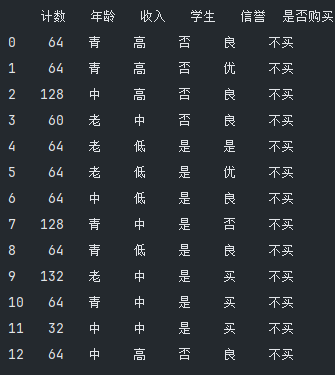 计数 年龄 收入 学生 信誉 是否购买
0 64 青 高 否 良 不买
1 64 青 高 否 优 不买
2 128 中 高 否 良 不买
3 60 老 中 否 良 不买
4 64 老 低 是 是 不买
5 64 老 低 是 优 不买
6 64 中 低 是 良 不买
7 128 青 中 是 否 不买
8 64 青 低 是 良 不买
9 132 老 中 是 买 不买
10 64 青 中 是 买 不买
11 32 中 中 是 买 不买
12 64 中 高 否 良 不买